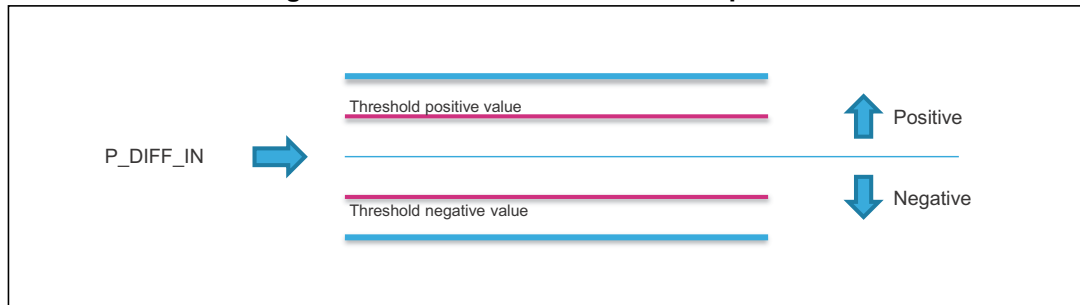 Threshold positive value
Positive
P_DIFF_IN
Negative
Threshold negative value